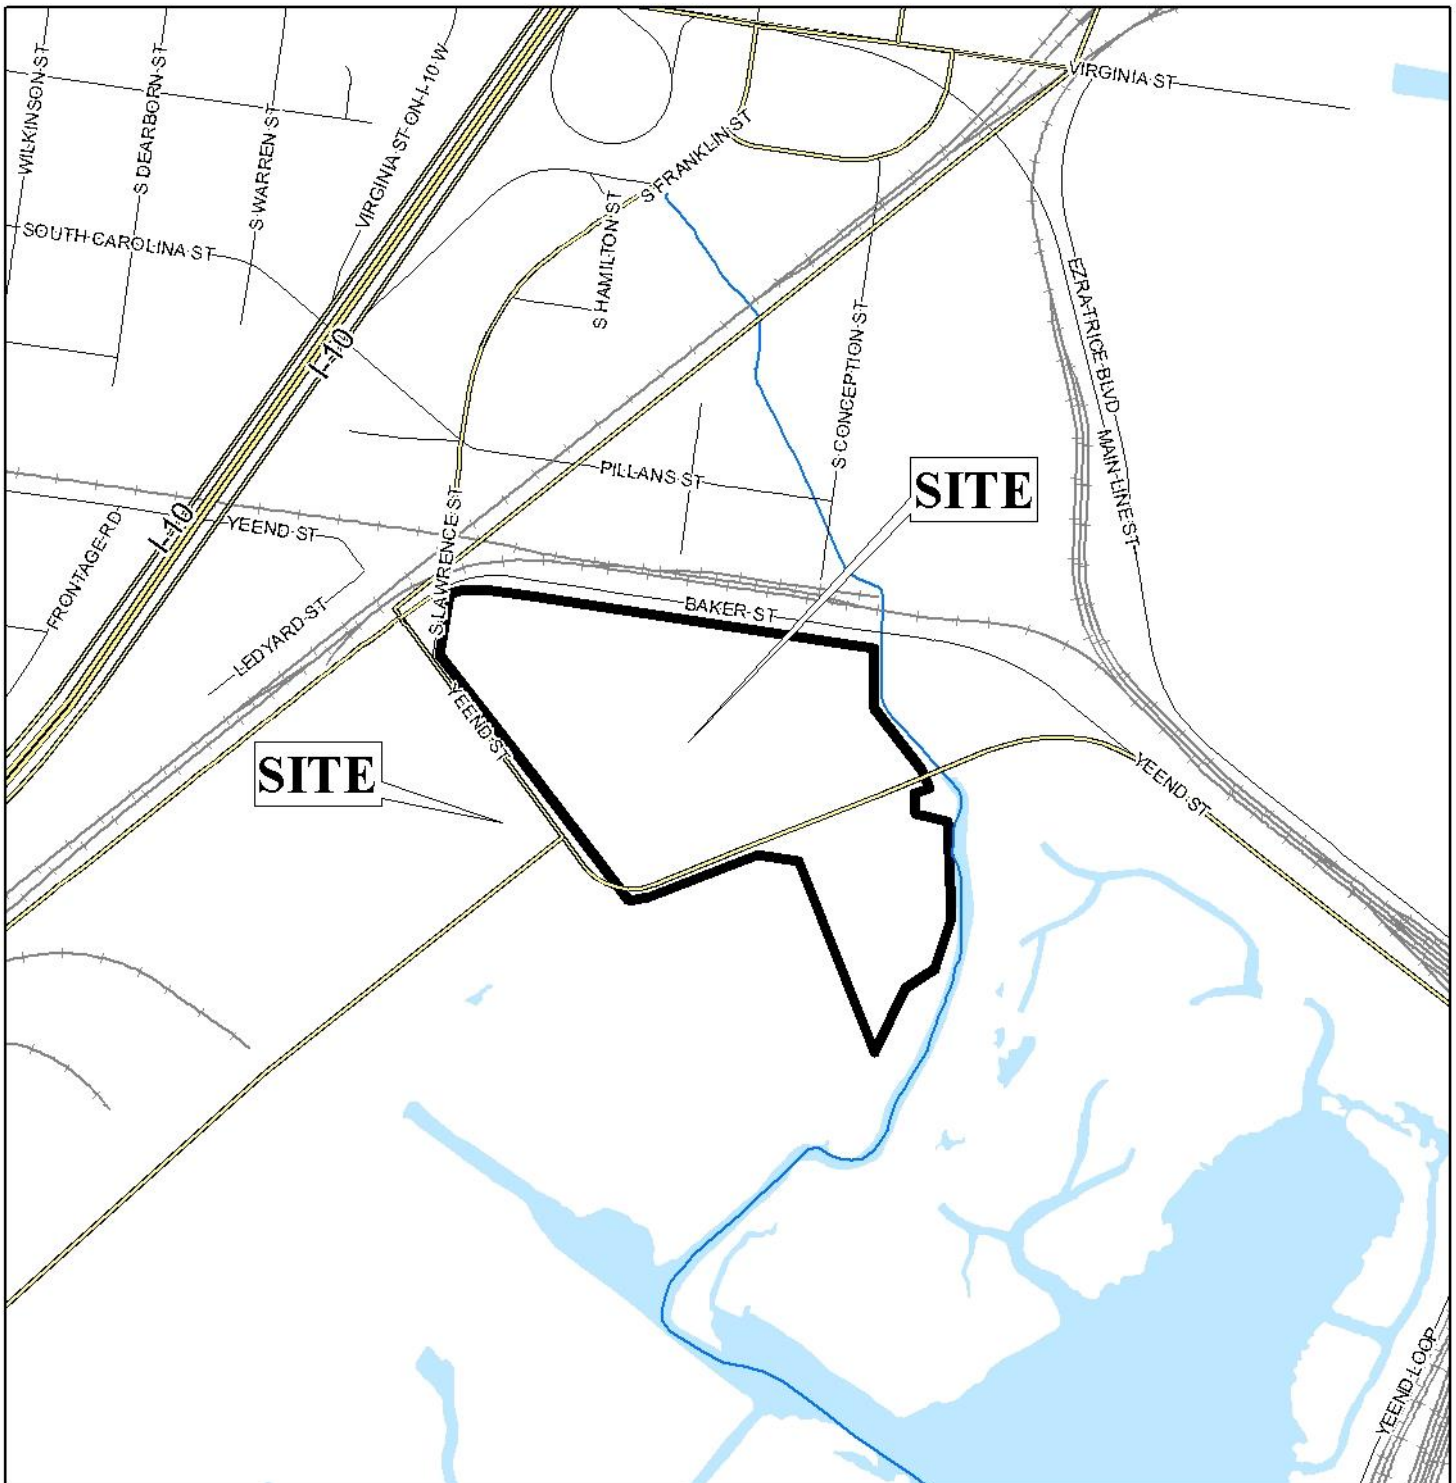 WILKINSON ST
S DEARBORN ST
S WARREN ST
VIRGINIA ST ON I-10 W
VIRGINIA ST
S FRANKLIN ST
SOUTH CAROLINA ST
S HAMILTON ST
EZRA TRICE BLVD
S CONCEPTION ST
I-10
MAIN LINE ST
PILLANS ST
SITE
I-10
YEEND ST
FRONTAGE RD
S LAWRENCE ST
BAKER ST
LEDYARD ST
YEEND ST
SITE
YEEND ST
YEEND LOOP